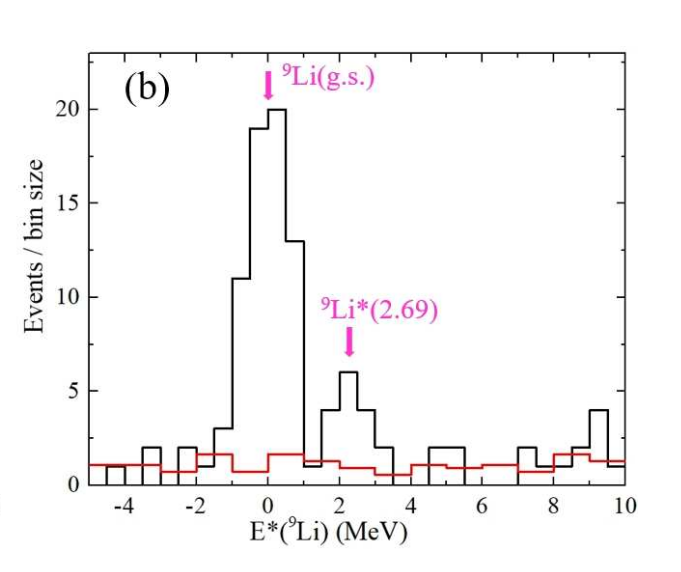 (b)
⁹Li(g.s.)
⁹Li*(2.69)
Events / bin size
20
15
10
5
0
-4 -2 0 2 4 6 8 10
E*(⁹Li) (MeV)